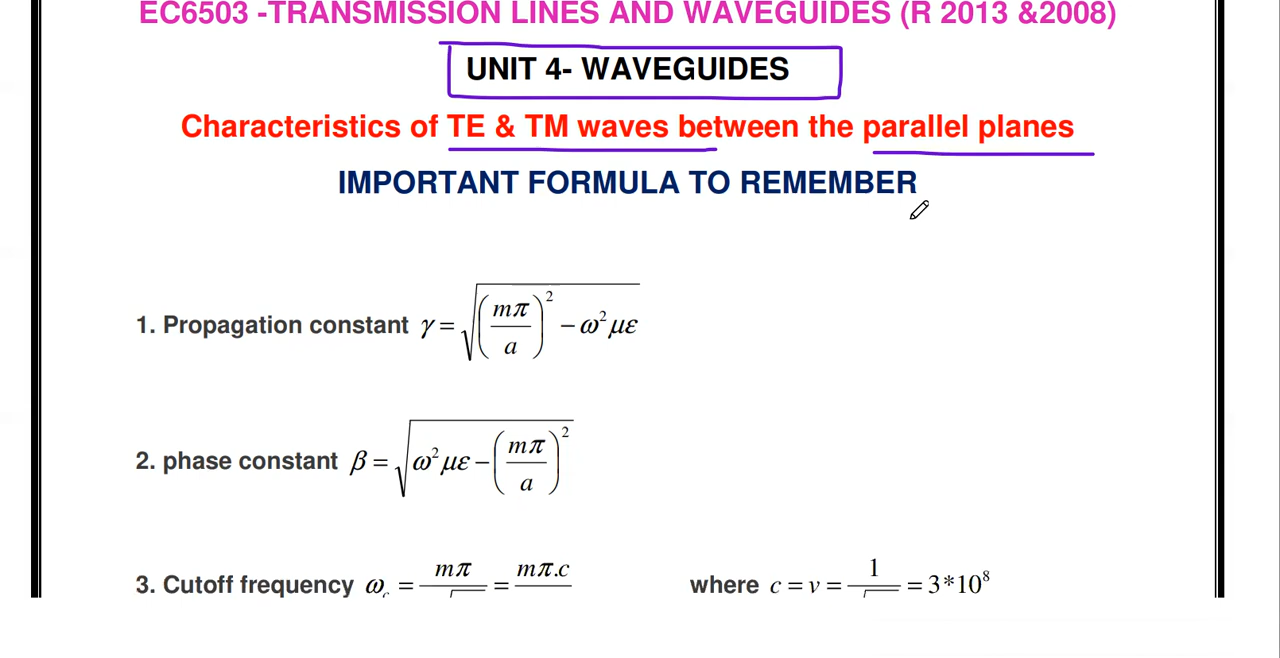 EC6503 -TRANSMISSION LINES AND WAVEGUIDES (R 2013 &2008)
UNIT 4- WAVEGUIDES
Characteristics of TE & TM waves between the parallel planes
IMPORTANT FORMULA TO REMEMBER
1. Propagation constant γ = √((mπ/a)² − ω²με)
2. phase constant β = √(ω²με − (mπ/a)²)
3. Cutoff frequency ω_c = mπ/√ = mπ.c where c = v = 1/√ = 3*10⁸